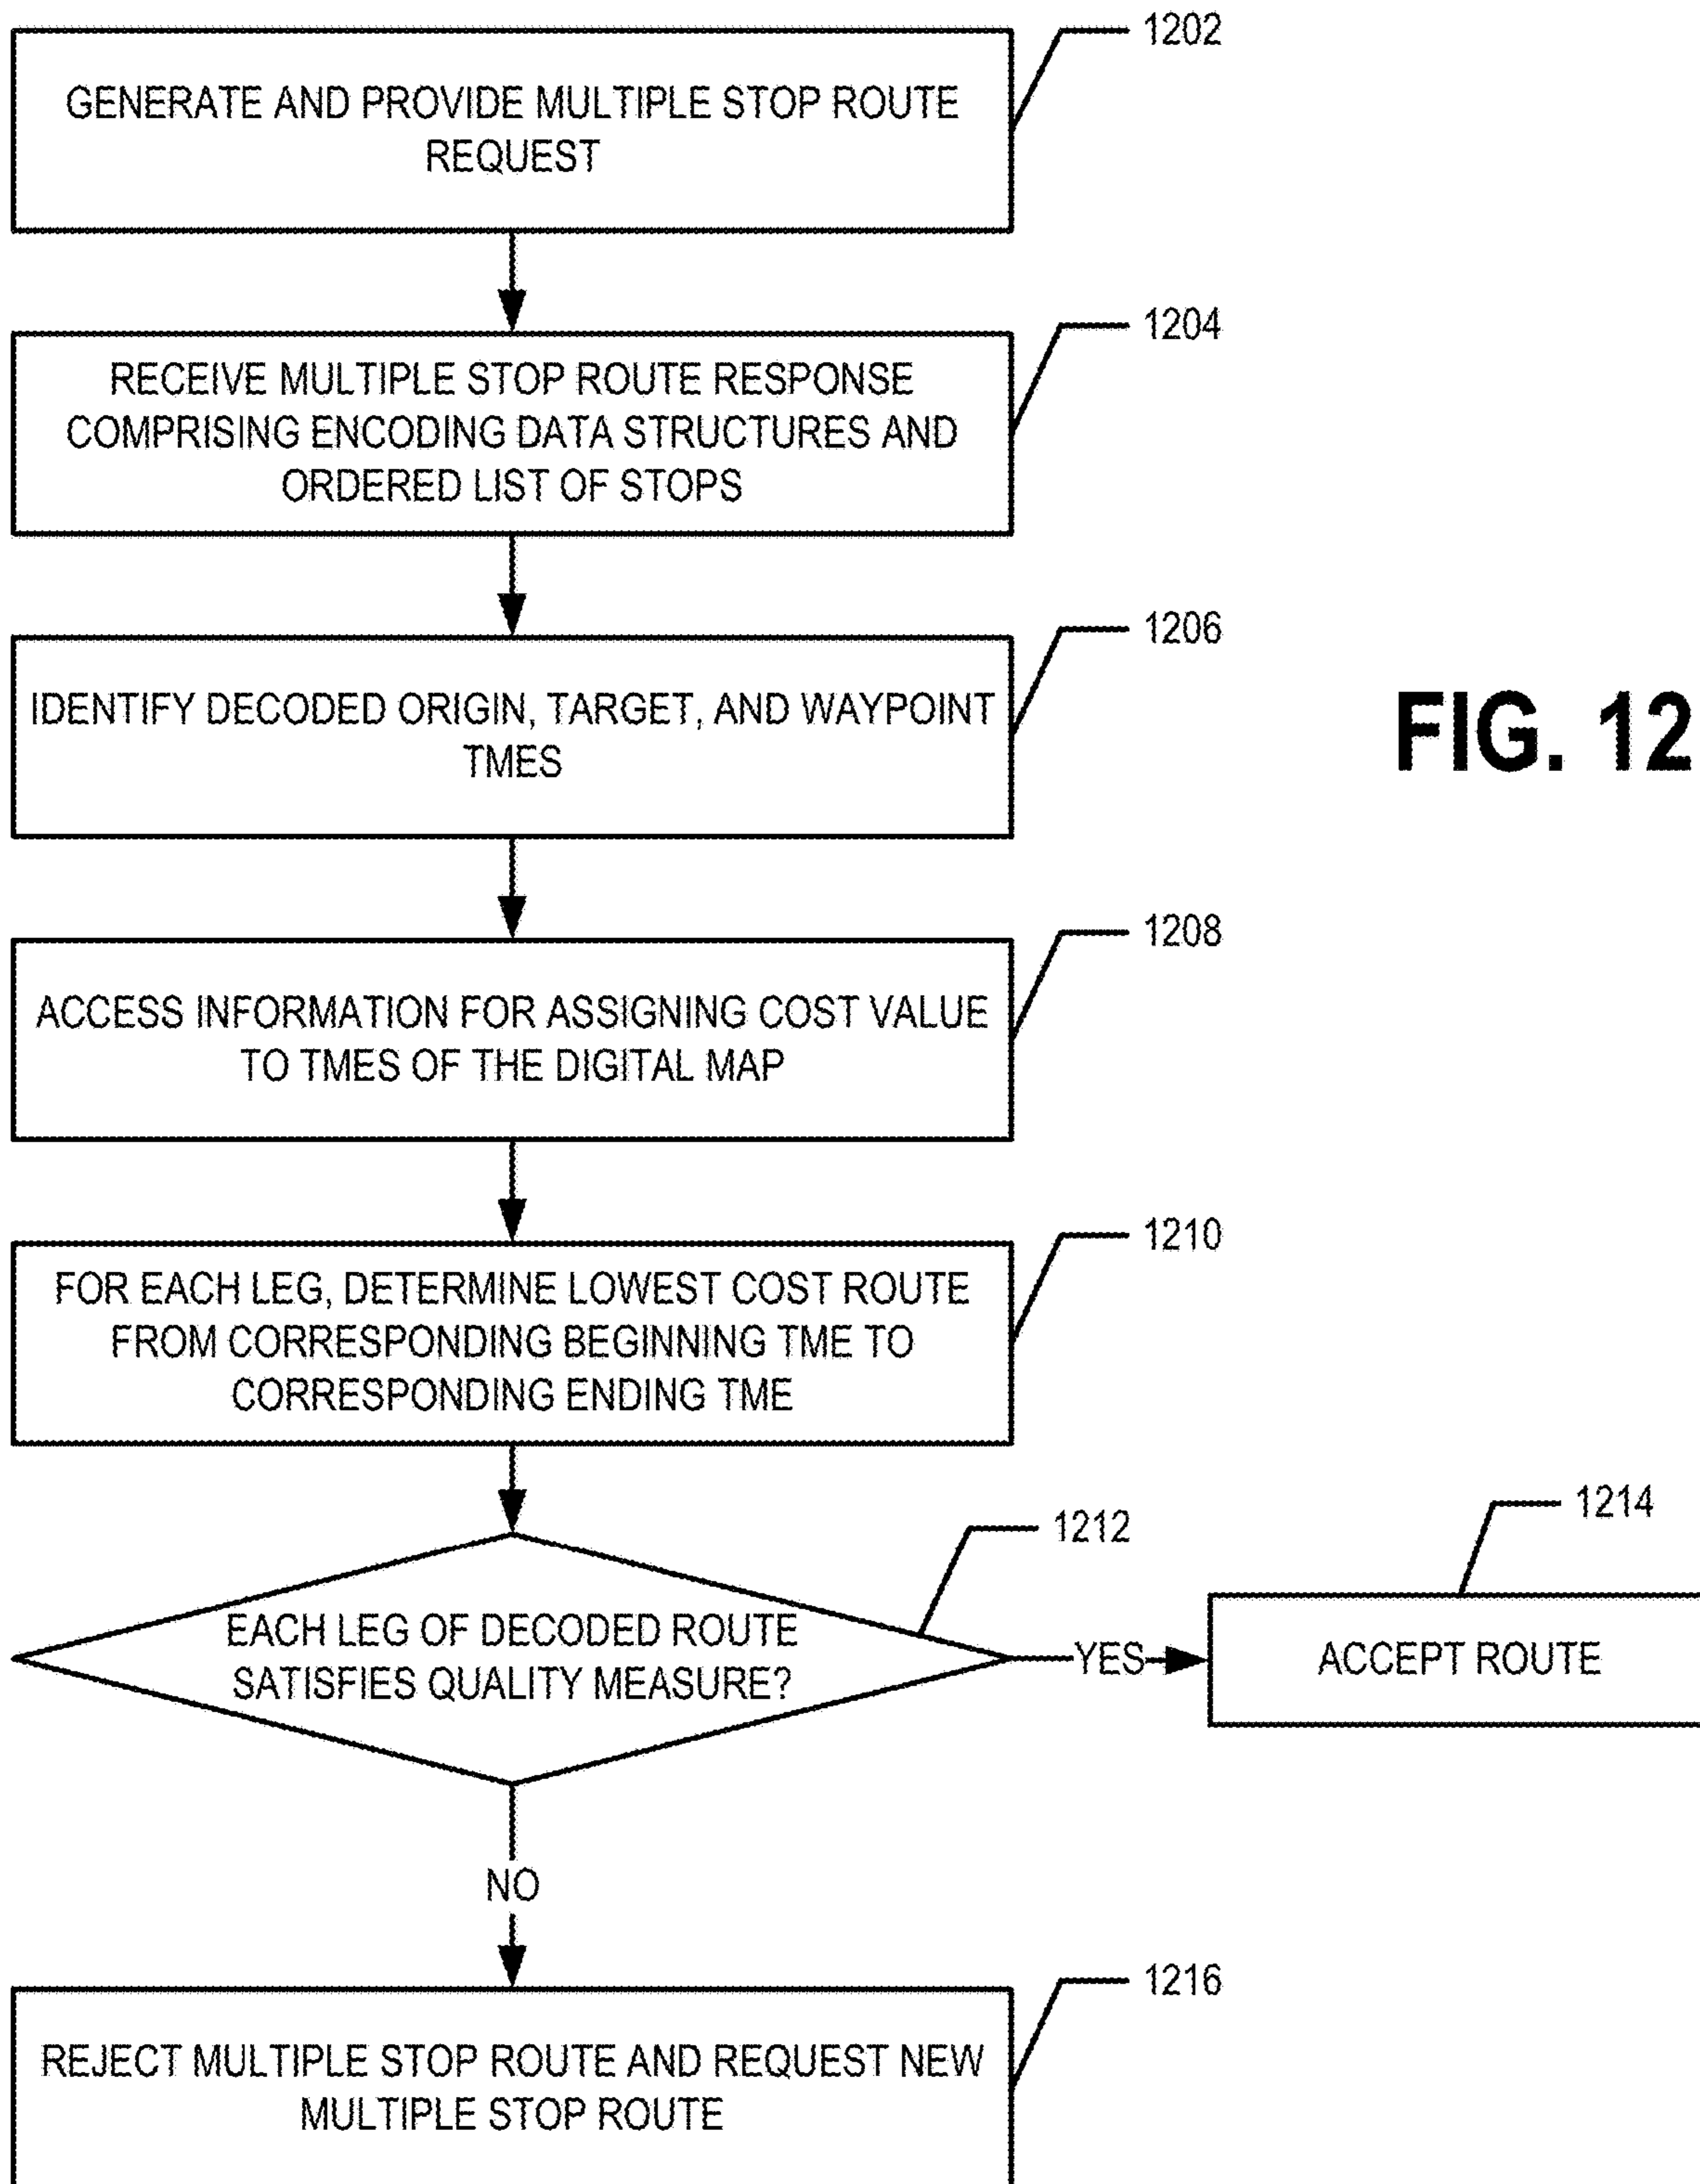 1202
GENERATE AND PROVIDE MULTIPLE STOP ROUTE
REQUEST
1204
RECEIVE MULTIPLE STOP ROUTE RESPONSE
COMPRISING ENCODING DATA STRUCTURES AND
ORDERED LIST OF STOPS
1206
IDENTIFY DECODED ORIGIN, TARGET, AND WAYPOINT
TMES
FIG. 12
1208
ACCESS INFORMATION FOR ASSIGNING COST VALUE
TO TMES OF THE DIGITAL MAP
1210
FOR EACH LEG, DETERMINE LOWEST COST ROUTE
FROM CORRESPONDING BEGINNING TME TO
CORRESPONDING ENDING TME
1212
EACH LEG OF DECODED ROUTE
SATISFIES QUALITY MEASURE?
YES
1214
ACCEPT ROUTE
NO
1216
REJECT MULTIPLE STOP ROUTE AND REQUEST NEW
MULTIPLE STOP ROUTE